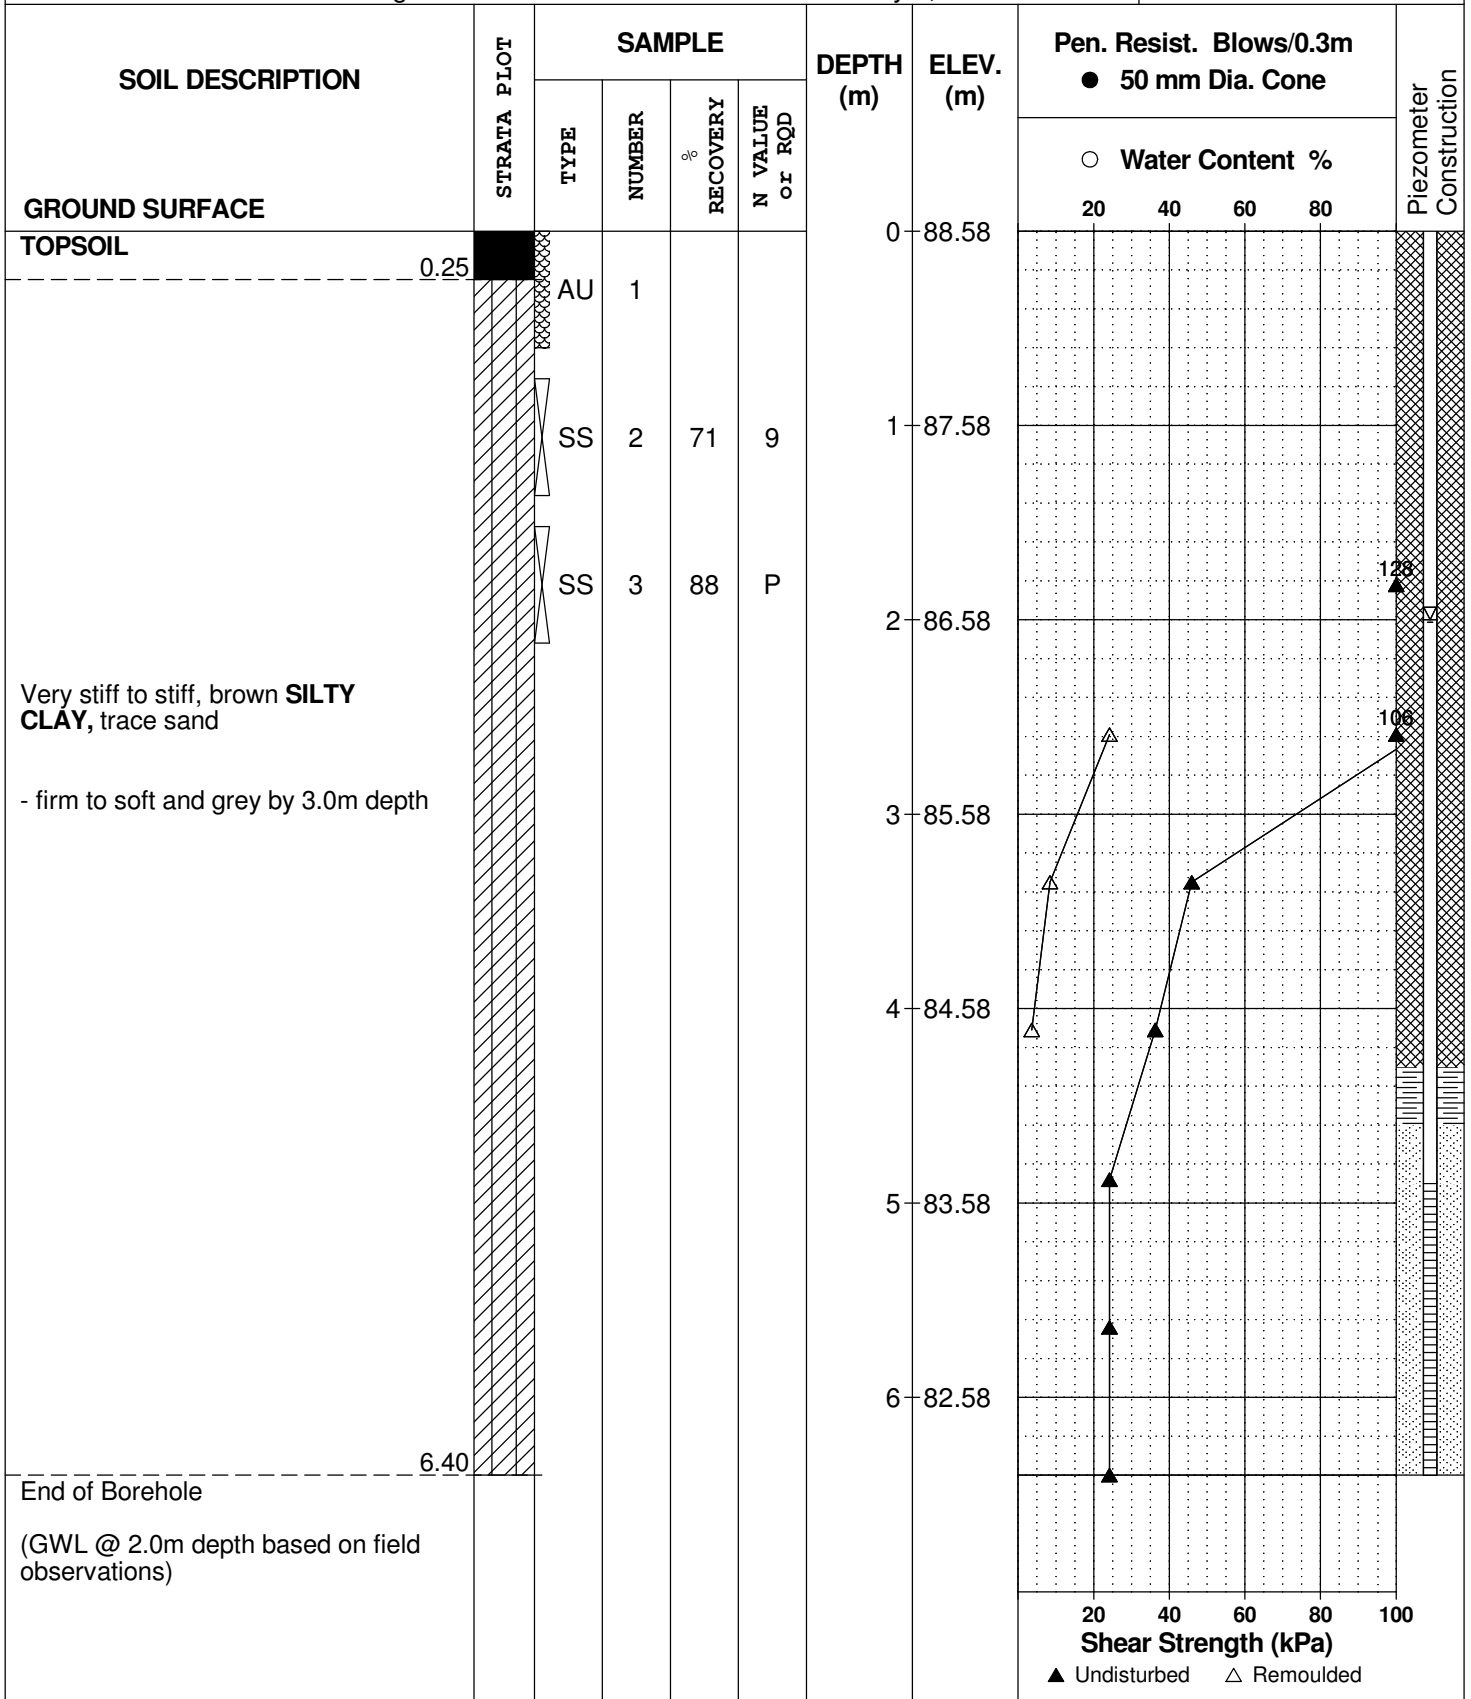 SOIL DESCRIPTION
GROUND SURFACE
STRATA PLOT
SAMPLE
TYPE
NUMBER
% RECOVERY
N VALUE or RQD
DEPTH (m)
ELEV. (m)
Pen. Resist. Blows/0.3m
● 50 mm Dia. Cone
○ Water Content %
20 40 60 80
Piezometer Construction
TOPSOIL
0.25
AU 1
SS 2 71 9
SS 3 88 P
Very stiff to stiff, brown SILTY
CLAY, trace sand
- firm to soft and grey by 3.0m depth
6.40
End of Borehole
(GWL @ 2.0m depth based on field
observations)
0 88.58
1 87.58
2 86.58
3 85.58
4 84.58
5 83.58
6 82.58
128
106
20 40 60 80 100
Shear Strength (kPa)
▲ Undisturbed △ Remoulded